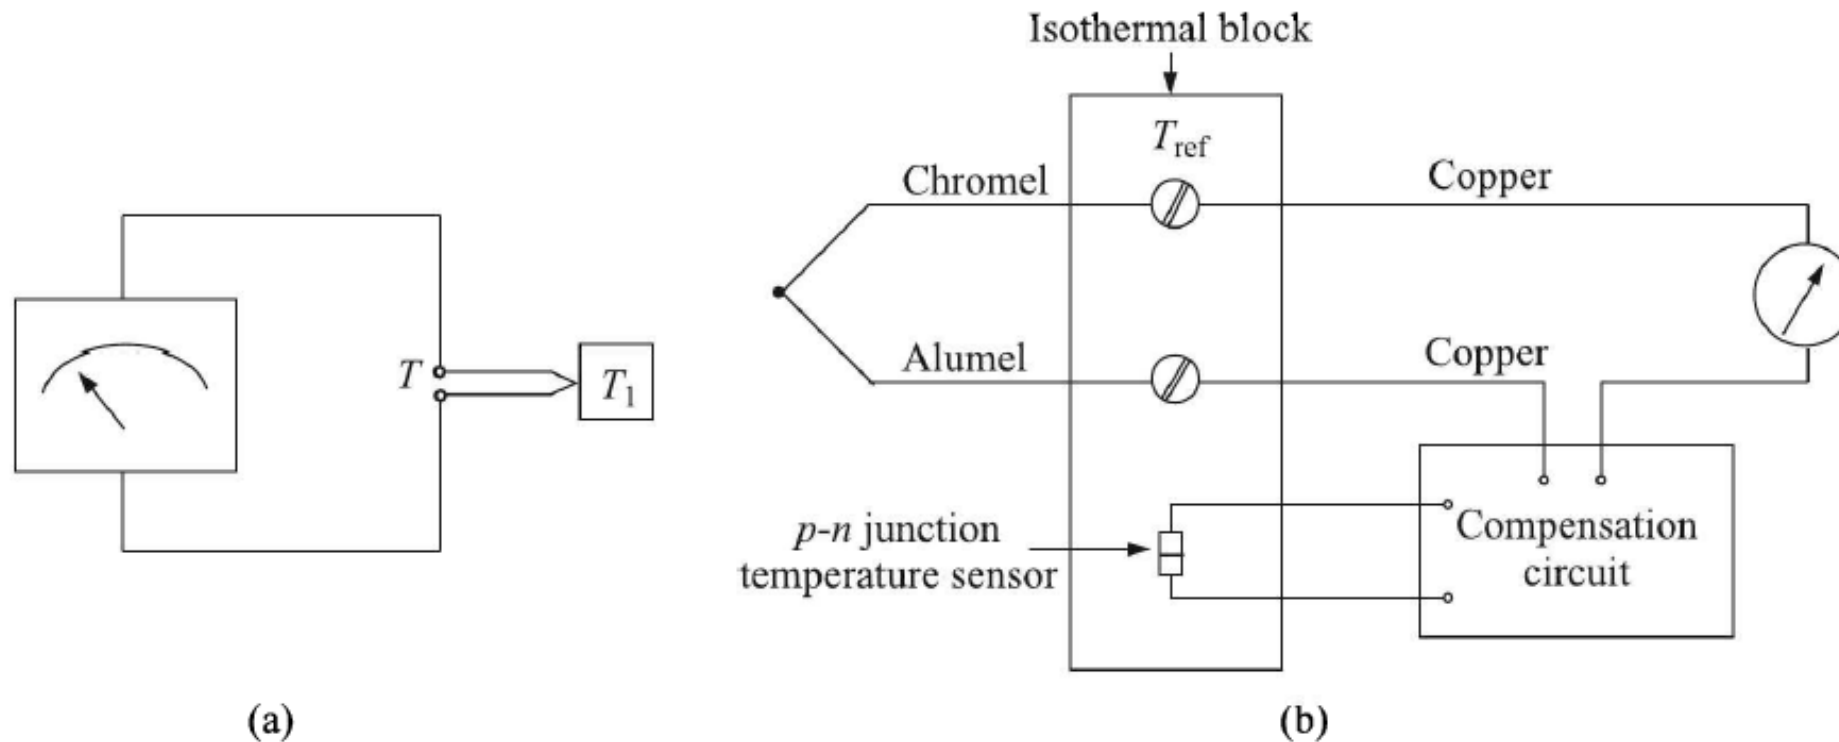 Isothermal block
T_ref
Chromel
Copper
T
T_1
Alumel
Copper
p-n junction
temperature sensor
Compensation
circuit
(a)
(b)